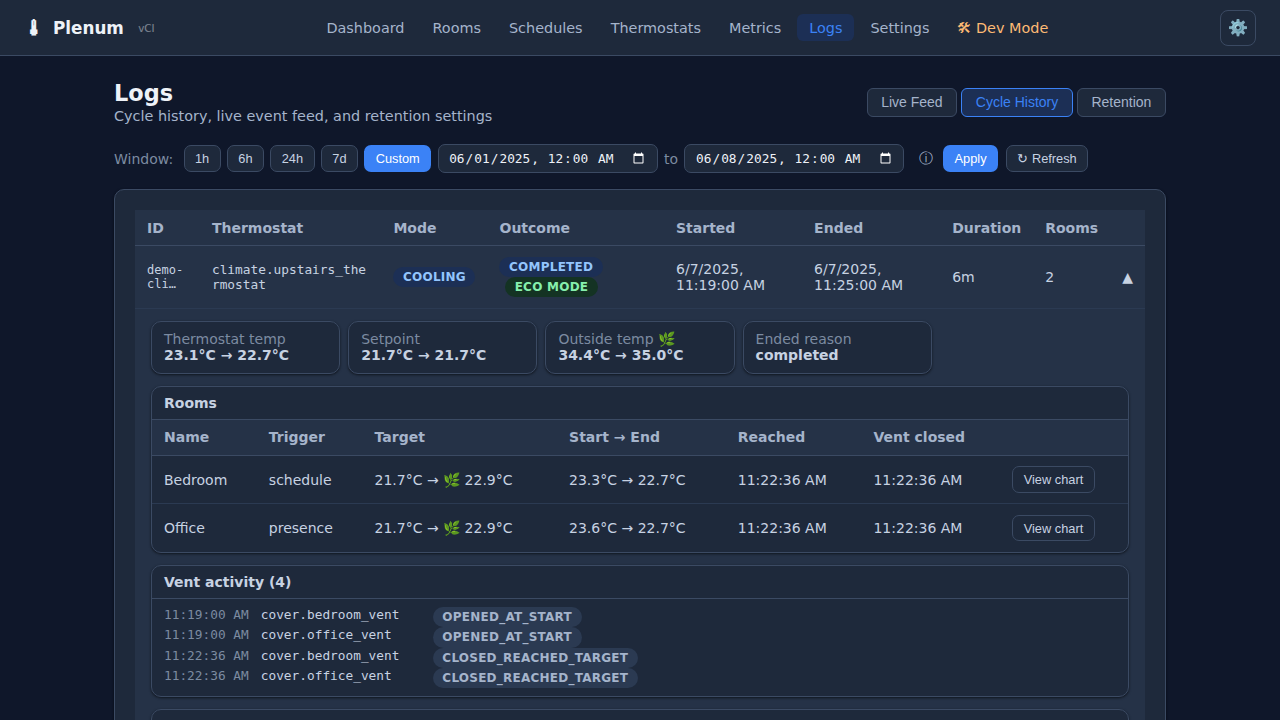 Plenum vCI Dashboard Rooms Schedules Thermostats Metrics Logs Settings 🛠 Dev Mode
Logs
Cycle history, live event feed, and retention settings
Live Feed Cycle History Retention
Window: 1h 6h 24h 7d Custom 06/01/2025, 12:00 AM to 06/08/2025, 12:00 AM ⓘ Apply ↻ Refresh
ID Thermostat Mode Outcome Started Ended Duration Rooms
demo-cli… climate.upstairs_thermostat COOLING COMPLETED ECO MODE 6/7/2025, 11:19:00 AM 6/7/2025, 11:25:00 AM 6m 2 ▲
Thermostat temp Setpoint Outside temp 🌿 Ended reason
23.1°C → 22.7°C 21.7°C → 21.7°C 34.4°C → 35.0°C completed
Rooms
Name Trigger Target Start → End Reached Vent closed
Bedroom schedule 21.7°C → 🌿 22.9°C 23.3°C → 22.7°C 11:22:36 AM 11:22:36 AM View chart
Office presence 21.7°C → 🌿 22.9°C 23.6°C → 22.7°C 11:22:36 AM 11:22:36 AM View chart
Vent activity (4)
11:19:00 AM cover.bedroom_vent OPENED_AT_START
11:19:00 AM cover.office_vent OPENED_AT_START
11:22:36 AM cover.bedroom_vent CLOSED_REACHED_TARGET
11:22:36 AM cover.office_vent CLOSED_REACHED_TARGET